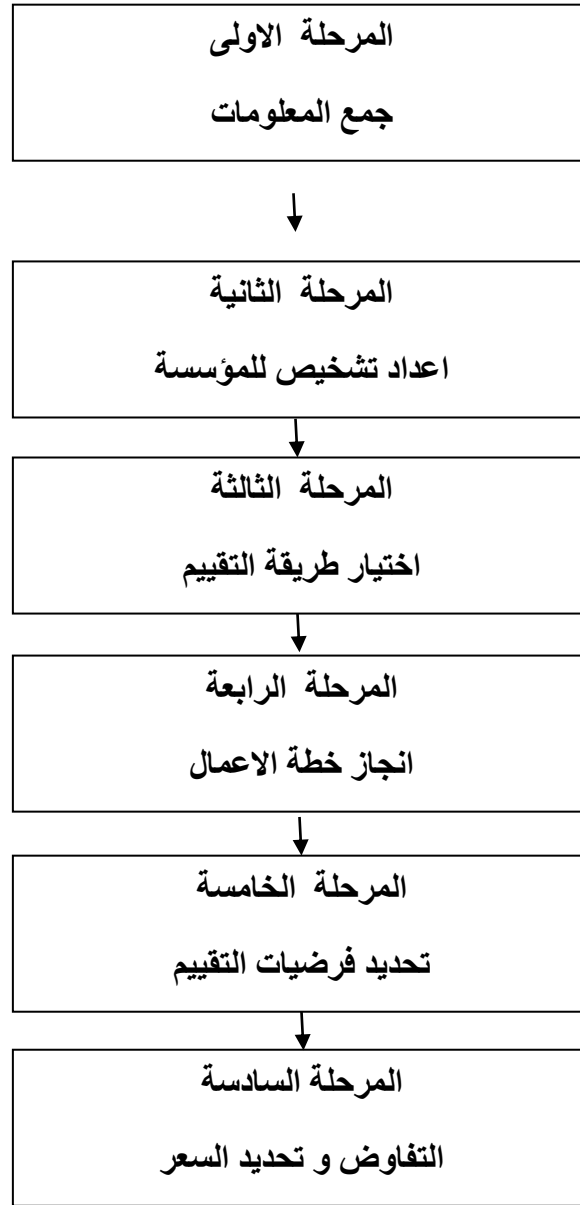 المرحلة الاولى
جمع المعلومات
المرحلة الثانية
اعداد تشخيص للمؤسسة
المرحلة الثالثة
اختيار طريقة التقييم
المرحلة الرابعة
انجاز خطة الاعمال
المرحلة الخامسة
تحديد فرضيات التقييم
المرحلة السادسة
التفاوض و تحديد السعر